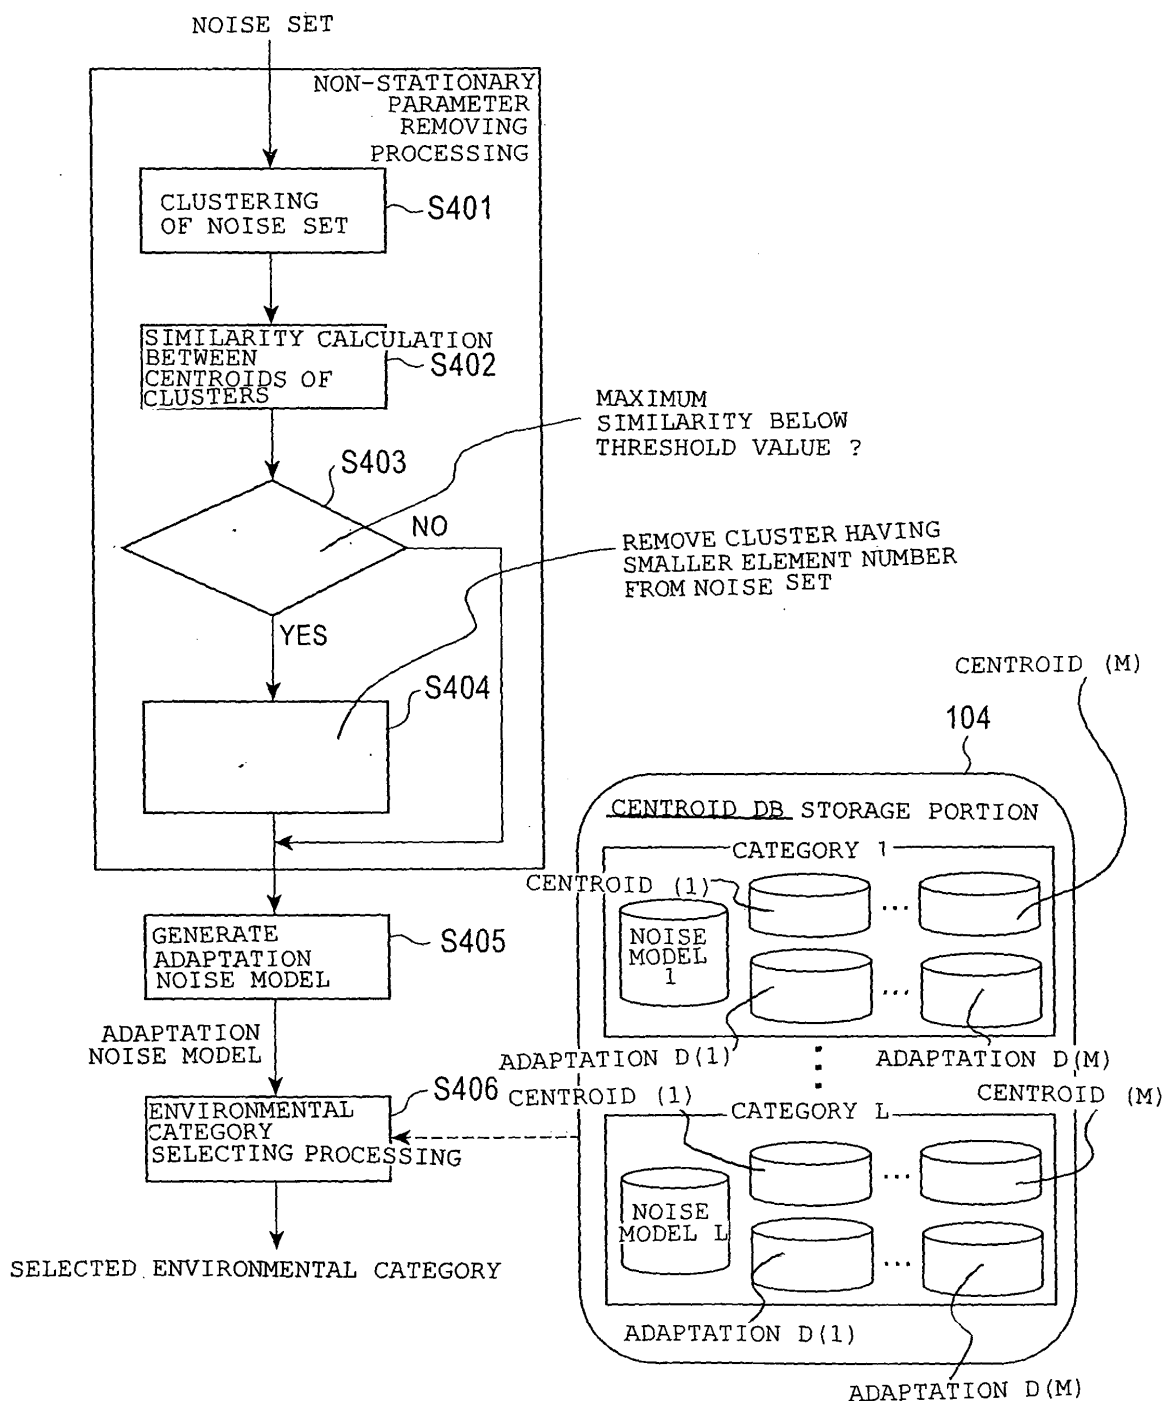 NOISE SET
NON-STATIONARY
PARAMETER
REMOVING
PROCESSING
CLUSTERING
OF NOISE SET
S401
SIMILARITY CALCULATION
BETWEEN
CENTROIDS OF
CLUSTERS
S402
MAXIMUM
SIMILARITY BELOW
THRESHOLD VALUE ?
S403
NO
REMOVE CLUSTER HAVING
SMALLER ELEMENT NUMBER
FROM NOISE SET
YES
S404
CENTROID (M)
104
CENTROID DB STORAGE PORTION
CATEGORY 1
CENTROID (1)
...
NOISE
MODEL
1
...
GENERATE
ADAPTATION
NOISE MODEL
S405
ADAPTATION
NOISE MODEL
ADAPTATION D(1)
ADAPTATION D(M)
S406
CENTROID (1)
CENTROID (M)
CATEGORY L
ENVIRONMENTAL
CATEGORY
SELECTING PROCESSING
...
NOISE
MODEL L
...
SELECTED ENVIRONMENTAL CATEGORY
ADAPTATION D(1)
ADAPTATION D(M)